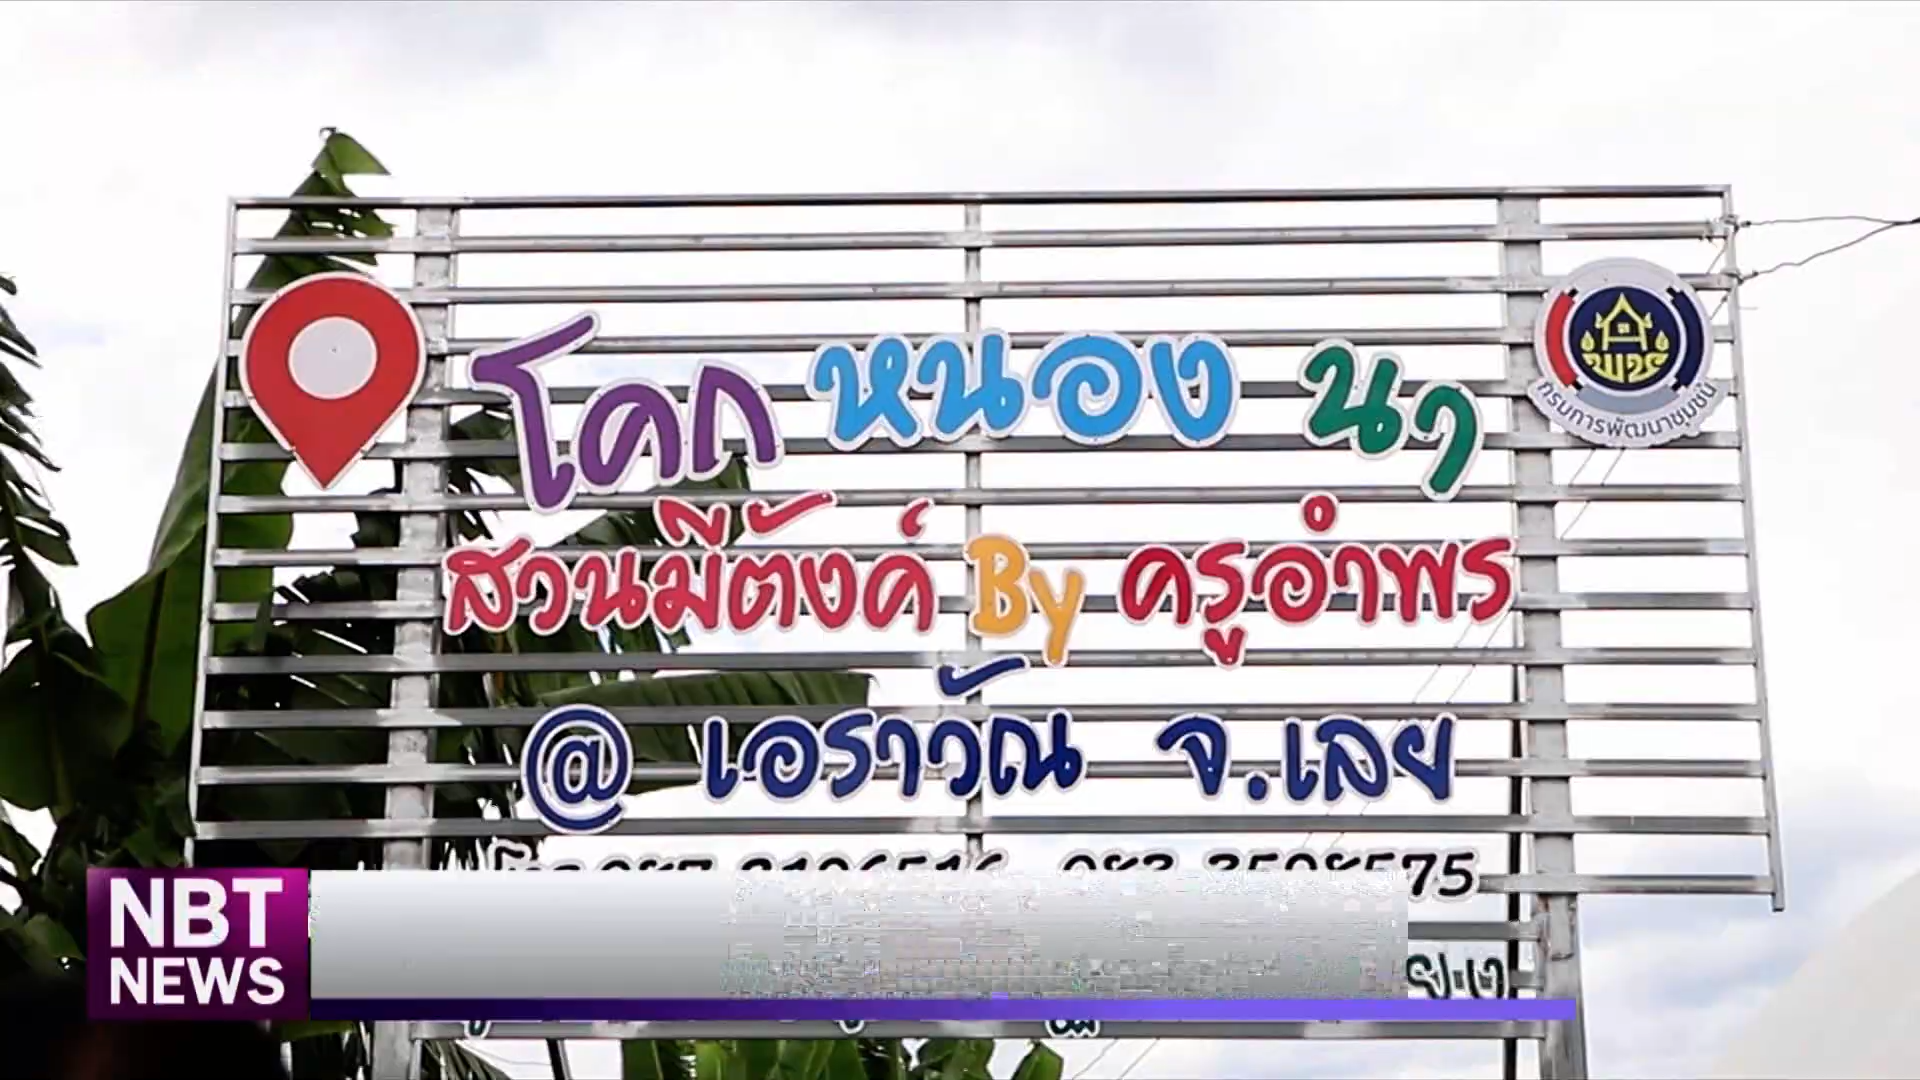 โคก หนอง นา
พช
กรมการพัฒนาชุมชน
สวนมีตังค์ By ครูอำพร
@ เอราวัณ จ.เลย
NBT
NEWS